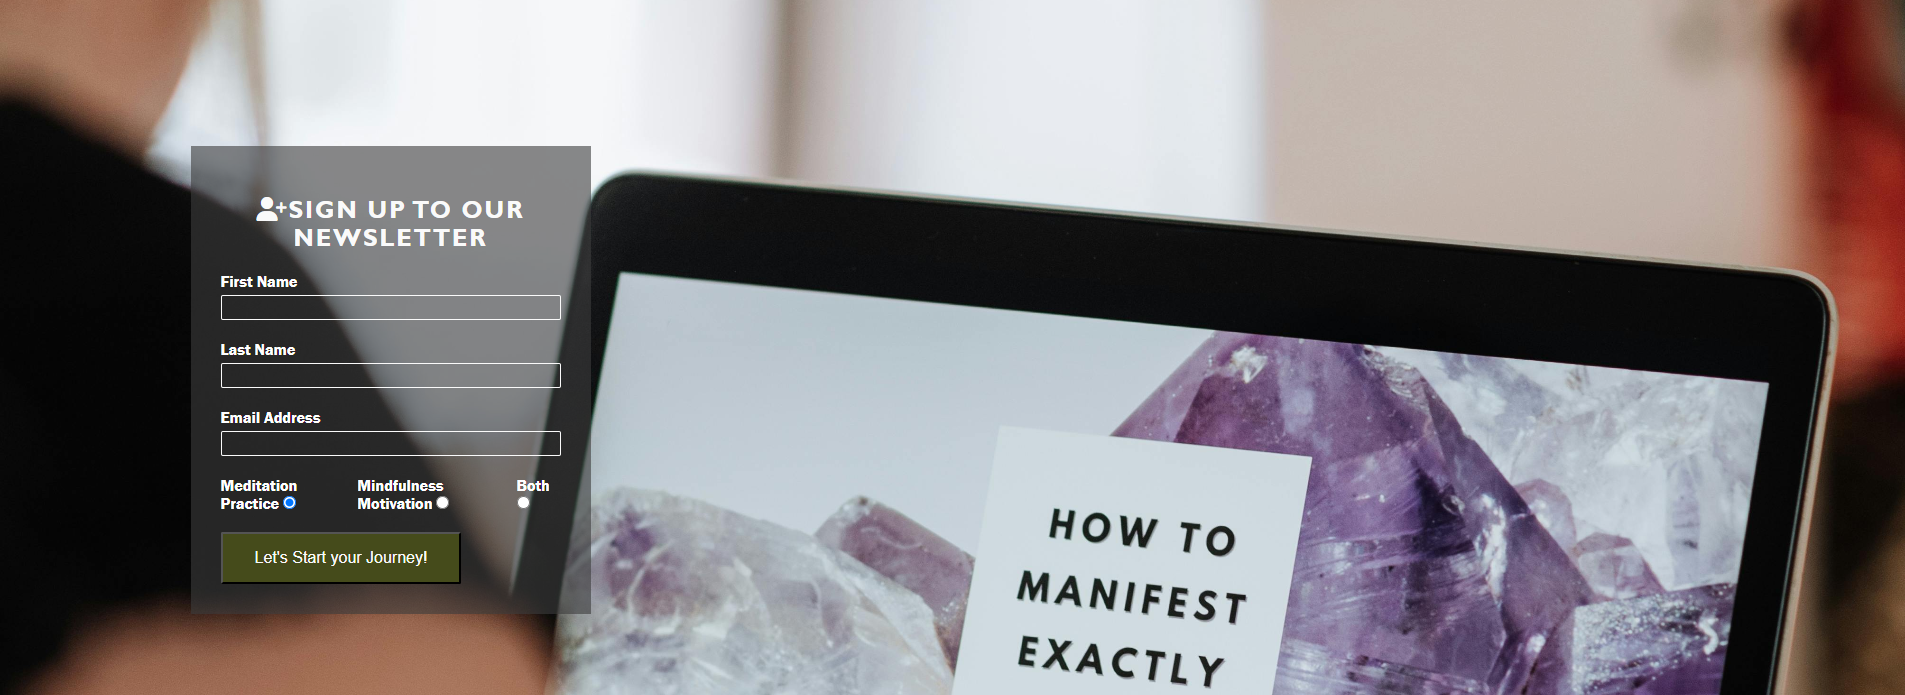 SIGN UP TO OUR
NEWSLETTER
First Name
Last Name
Email Address
Meditation
Practice
Mindfulness
Motivation
Both
Let's Start your Journey!
HOW TO
MANIFEST
EXACTLY